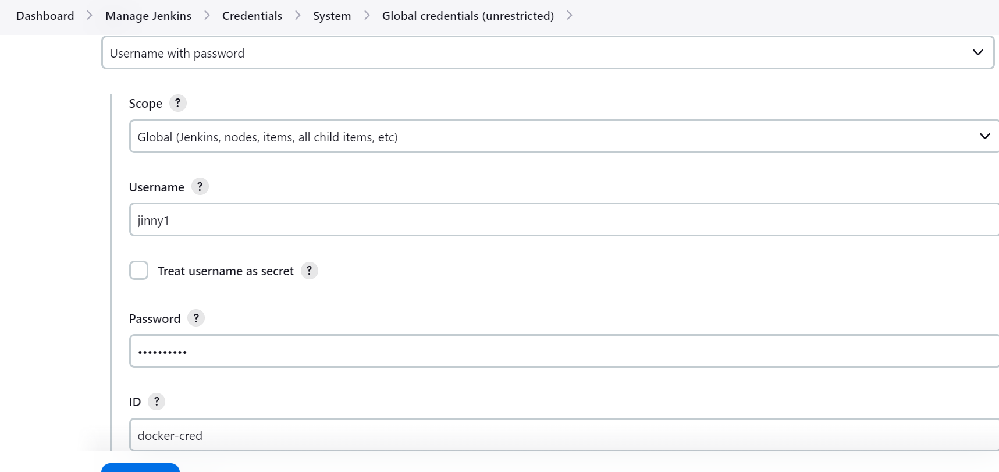 Dashboard > Manage Jenkins > Credentials > System > Global credentials (unrestricted) >
Username with password
Scope ?
Global (Jenkins, nodes, items, all child items, etc)
Username ?
jinny1
Treat username as secret ?
Password ?
••••••••••
ID ?
docker-cred